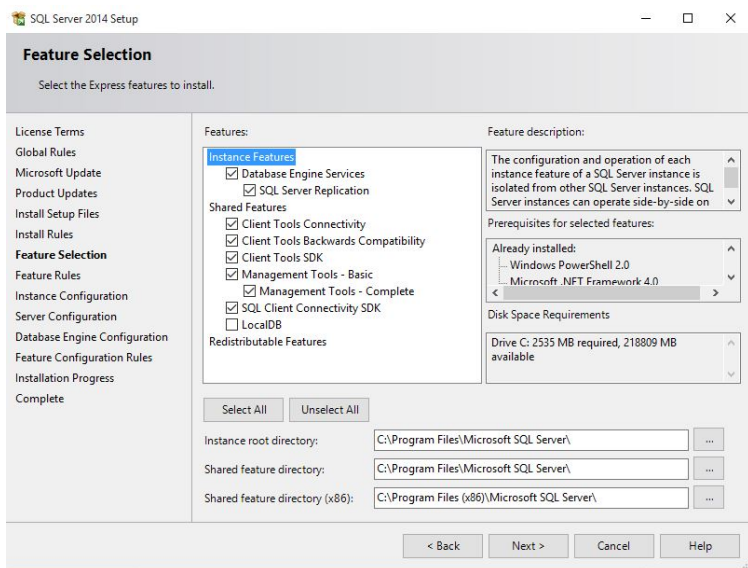 SQL Server 2014 Setup
Feature Selection
Select the Express features to install.
License Terms
Global Rules
Microsoft Update
Product Updates
Install Setup Files
Install Rules
Feature Selection
Feature Rules
Instance Configuration
Server Configuration
Database Engine Configuration
Feature Configuration Rules
Installation Progress
Complete
Features:
Instance Features
Database Engine Services
SQL Server Replication
Shared Features
Client Tools Connectivity
Client Tools Backwards Compatibility
Client Tools SDK
Management Tools - Basic
Management Tools - Complete
SQL Client Connectivity SDK
LocalDB
Redistributable Features
Feature description:
The configuration and operation of each
instance feature of a SQL Server instance is
isolated from other SQL Server instances. SQL
Server instances can operate side-by-side on
Prerequisites for selected features:
Already installed:
Windows PowerShell 2.0
Microsoft .NET Framework 4.0
Disk Space Requirements
Drive C: 2535 MB required, 218809 MB
available
Select All
Unselect All
Instance root directory:
C:\Program Files\Microsoft SQL Server\
...
Shared feature directory:
C:\Program Files\Microsoft SQL Server\
...
Shared feature directory (x86):
C:\Program Files (x86)\Microsoft SQL Server\
...
< Back
Next >
Cancel
Help